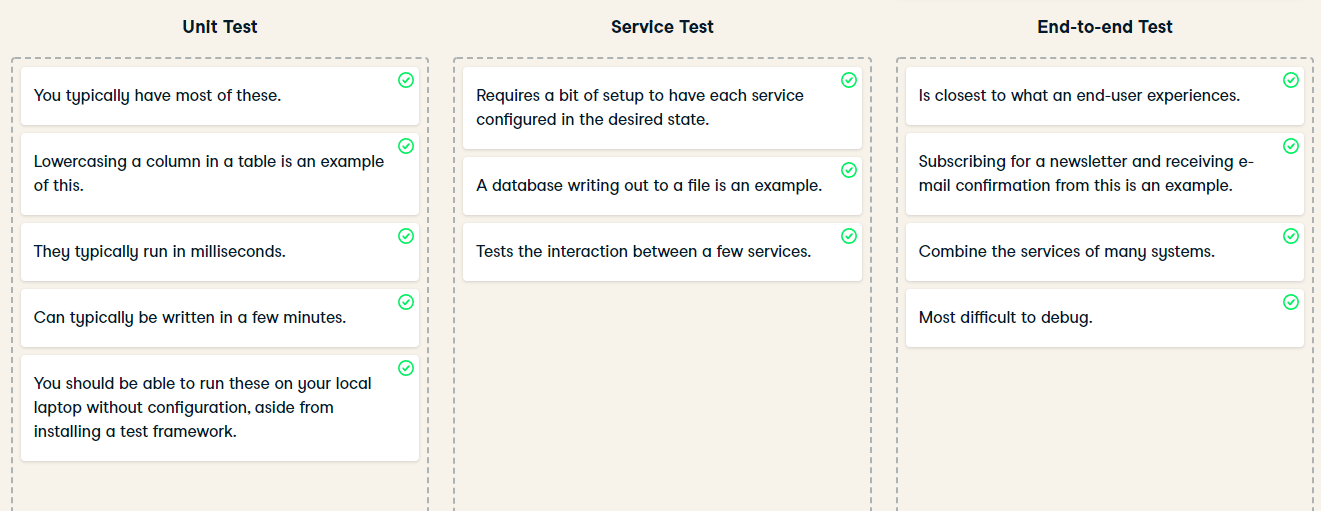 Unit Test
You typically have most of these.
Lowercasing a column in a table is an example
of this.
They typically run in milliseconds.
Can typically be written in a few minutes.
You should be able to run these on your local
laptop without configuration, aside from
installing a test framework.
Service Test
Requires a bit of setup to have each service
configured in the desired state.
A database writing out to a file is an example.
Tests the interaction between a few services.
End-to-end Test
Is closest to what an end-user experiences.
Subscribing for a newsletter and receiving e-
mail confirmation from this is an example.
Combine the services of many systems.
Most difficult to debug.